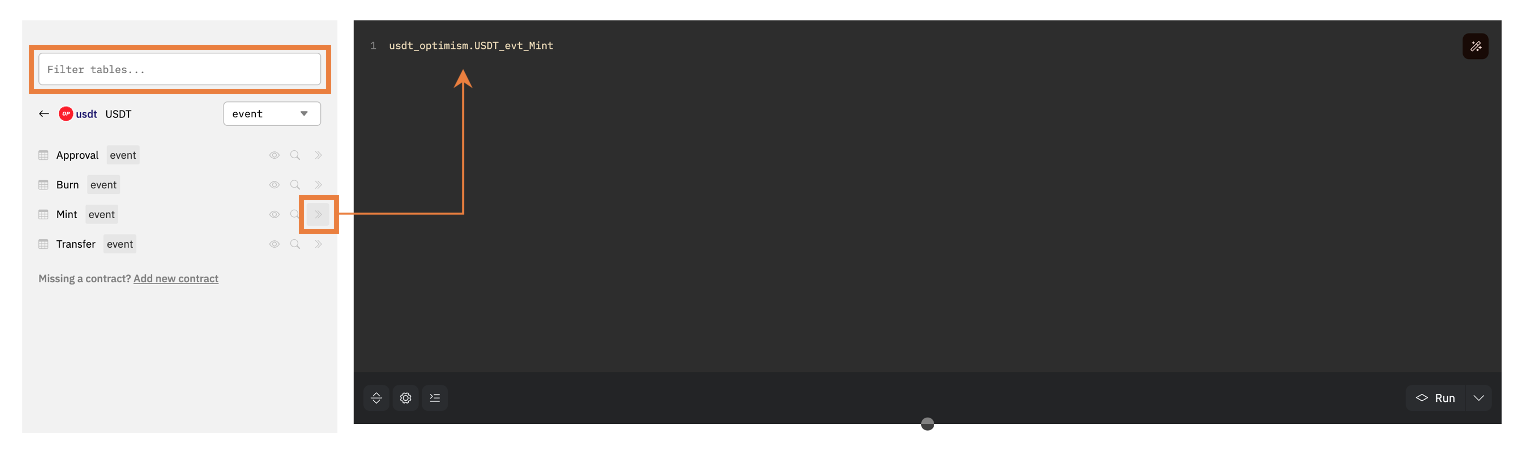 Filter tables...
OP usdt USDT event
Approval event
Burn event
Mint event
Transfer event
Missing a contract? Add new contract
1 usdt_optimism.USDT_evt_Mint
Run